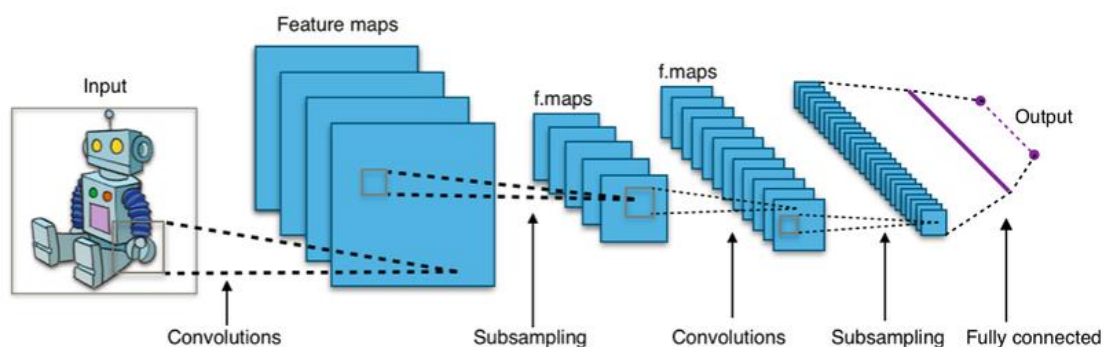 Feature maps
Input
f.maps
f.maps
Output
Convolutions
Subsampling
Convolutions
Subsampling
Fully connected